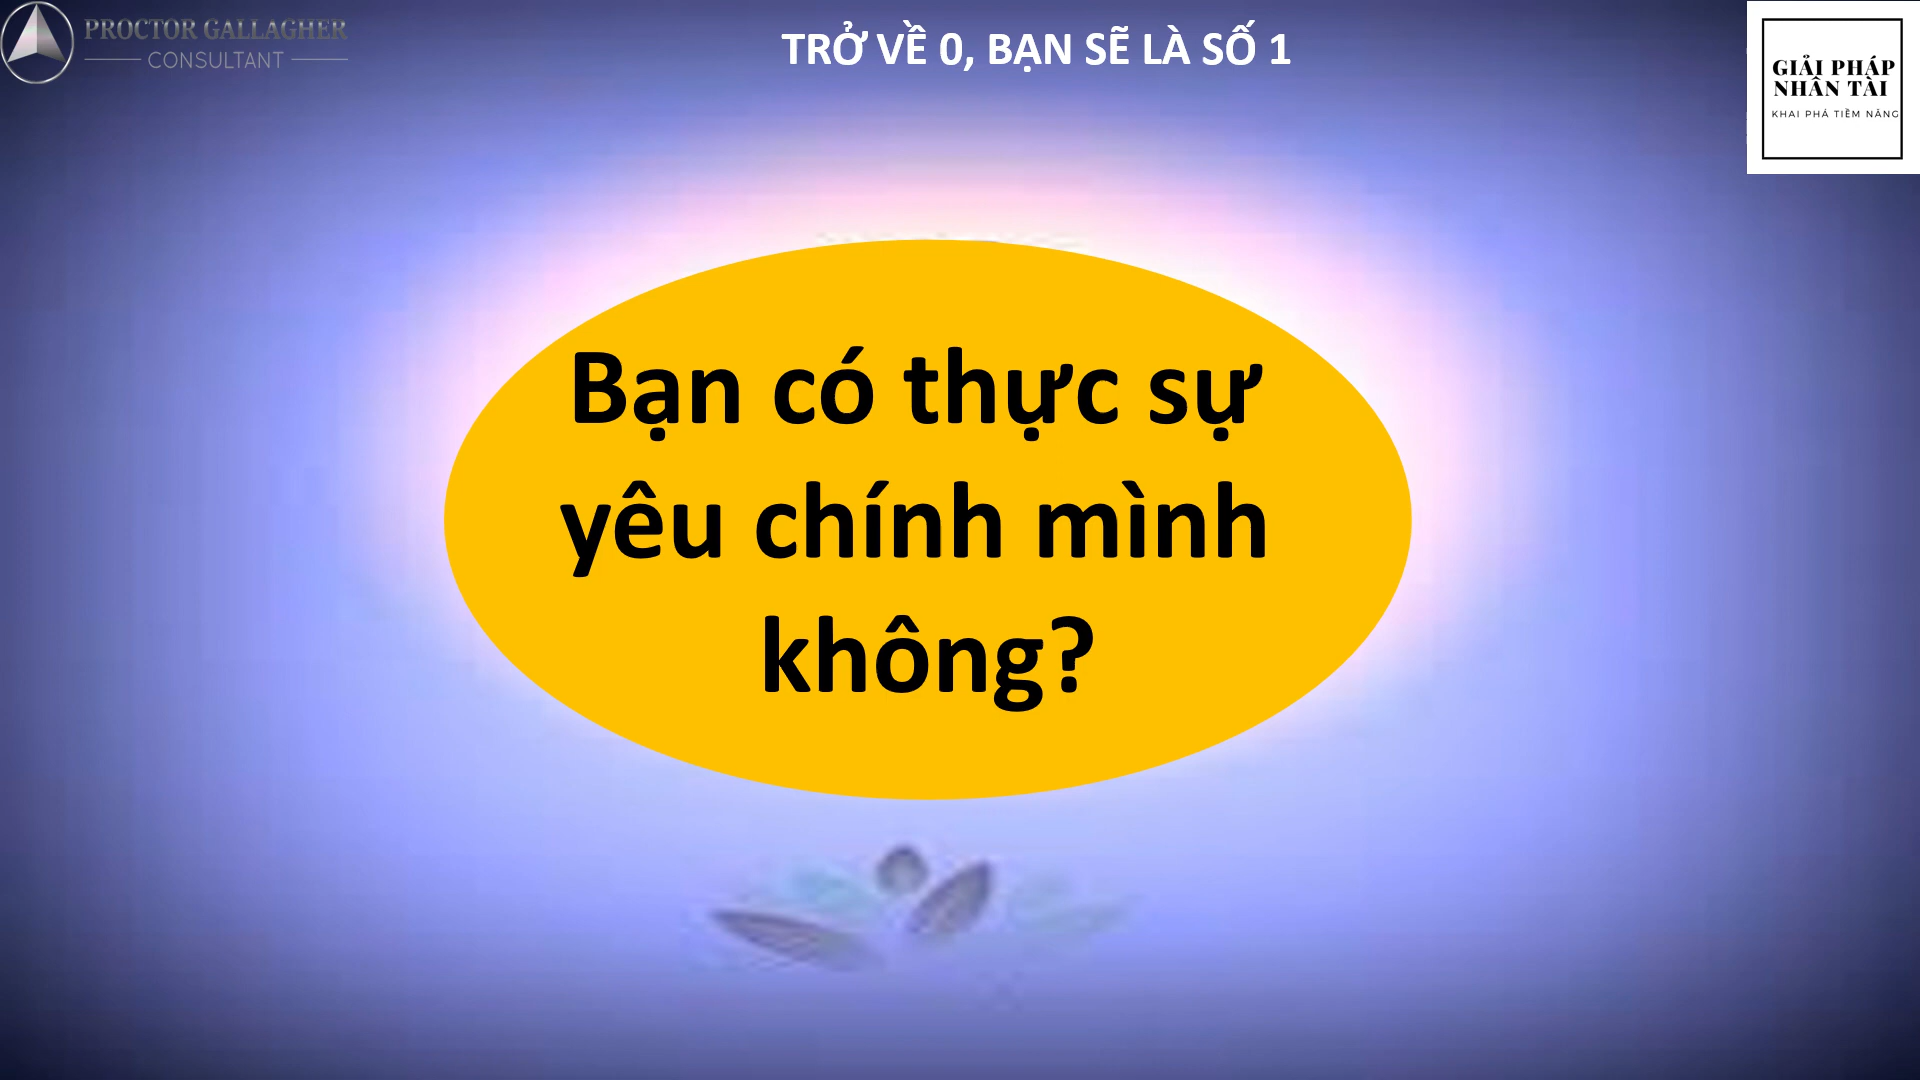 PROCTOR GALLAGHER
CONSULTANT
TRỞ VỀ 0, BẠN SẼ LÀ SỐ 1
GIẢI PHÁP
NHÂN TÀI
KHAI PHÁ TIỀM NĂNG
Bạn có thực sự
yêu chính mình
không?